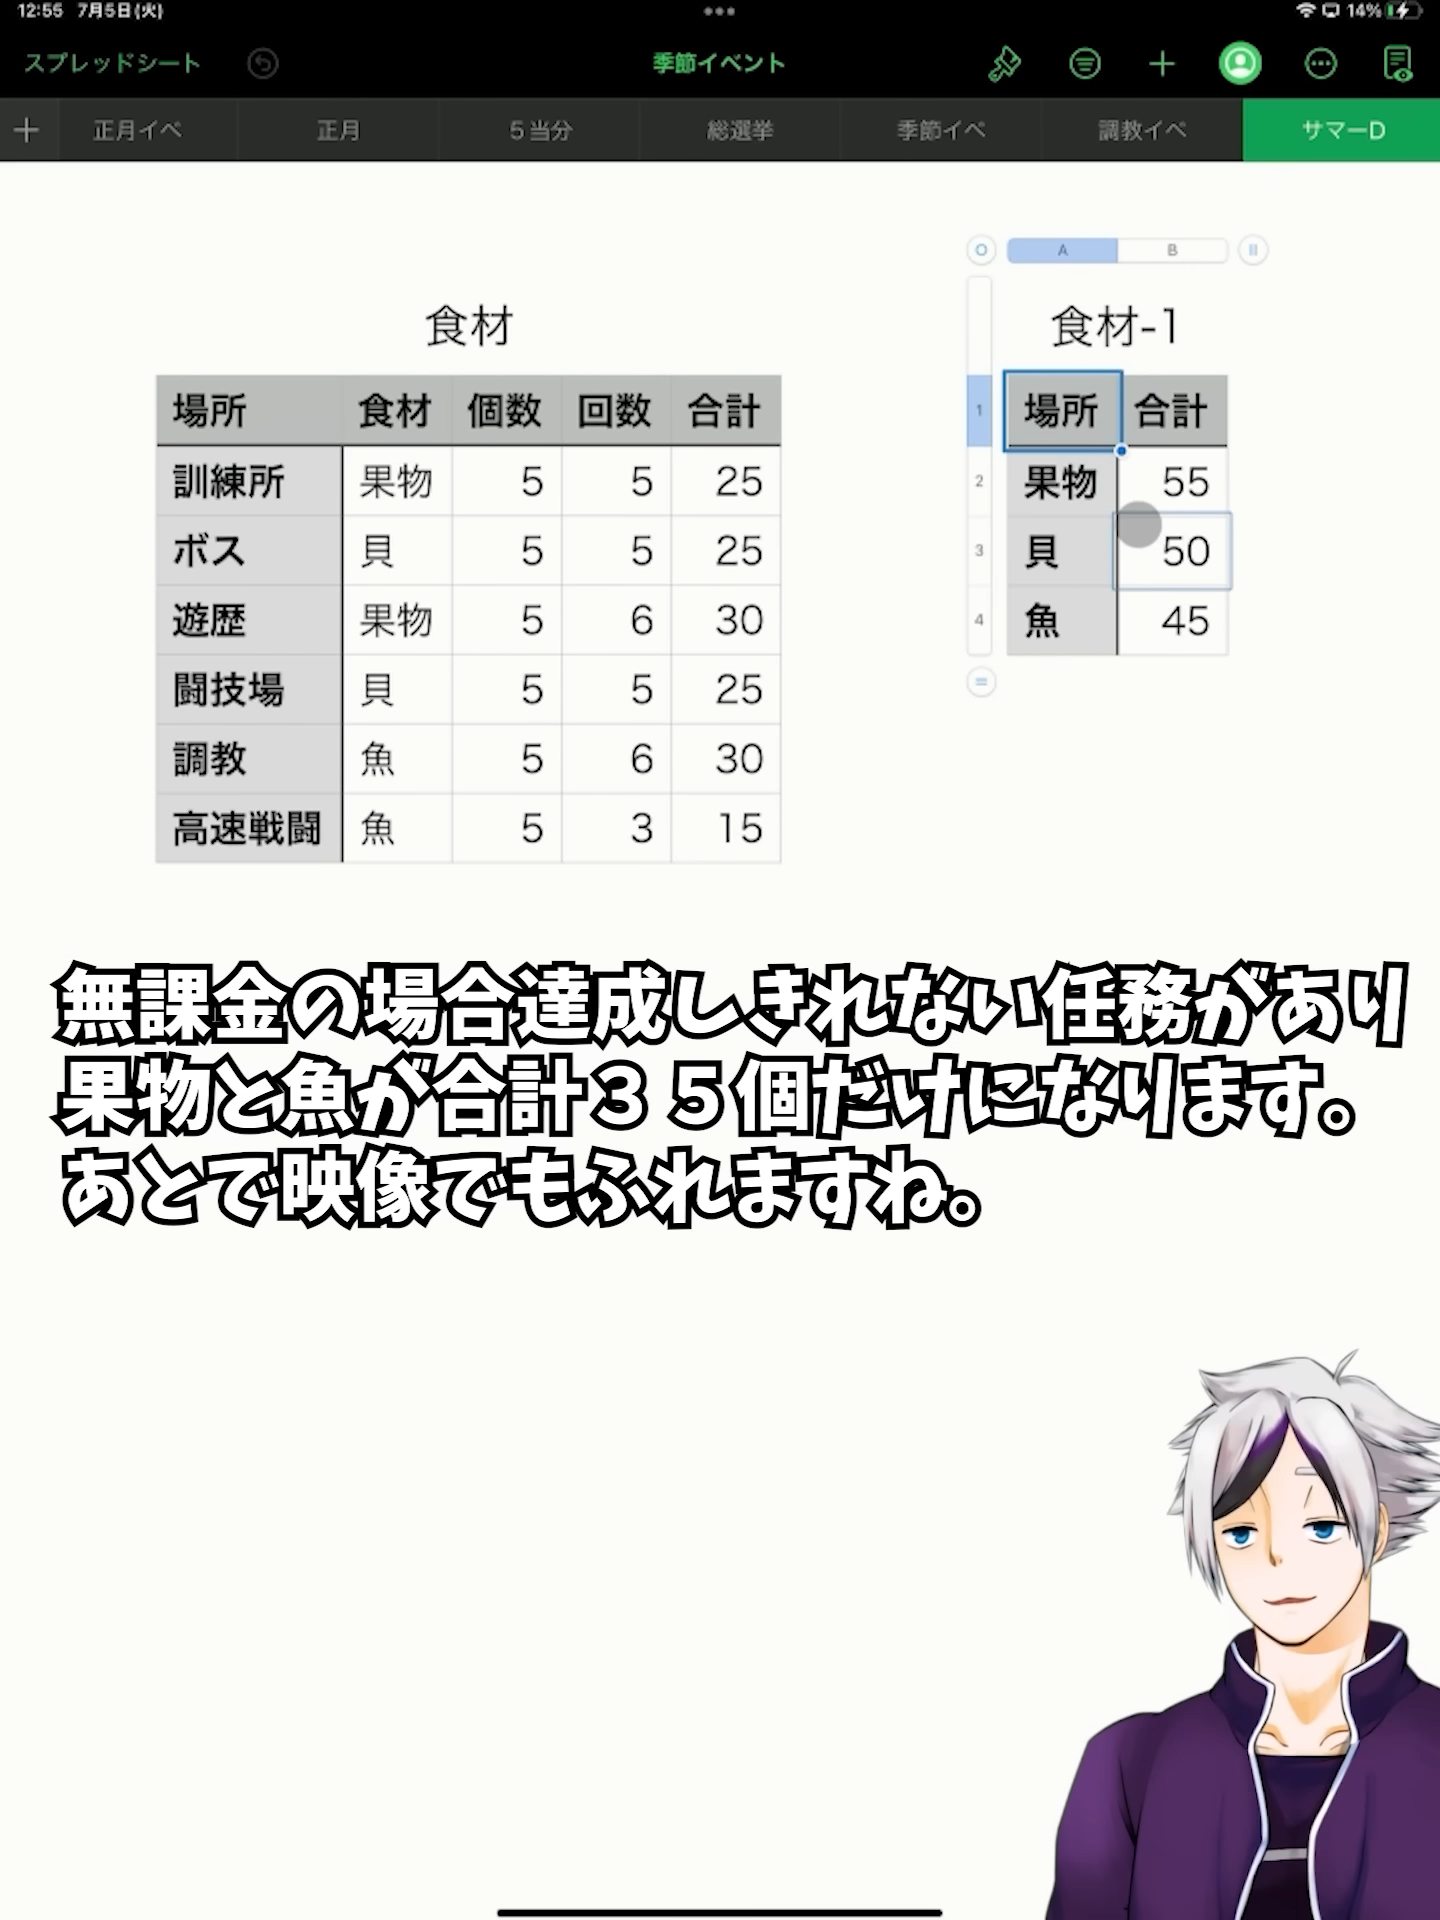 12:55 7月5日(火)
14%
スプレッドシート
季節イベント
正月イベ 正月 5当分 総選挙 季節イベ 調教イベ サマーD
A B
食材
場所 食材 個数 回数 合計
訓練所 果物 5 5 25
ボス 貝 5 5 25
遊歴 果物 5 6 30
闘技場 貝 5 5 25
調教 魚 5 6 30
高速戦闘 魚 5 3 15
食材-1
1 場所 合計
2 果物 55
3 貝 50
4 魚 45
無課金の場合達成しきれない任務があり
果物と魚が合計３５個だけになります。
あとで映像でもふれますね。